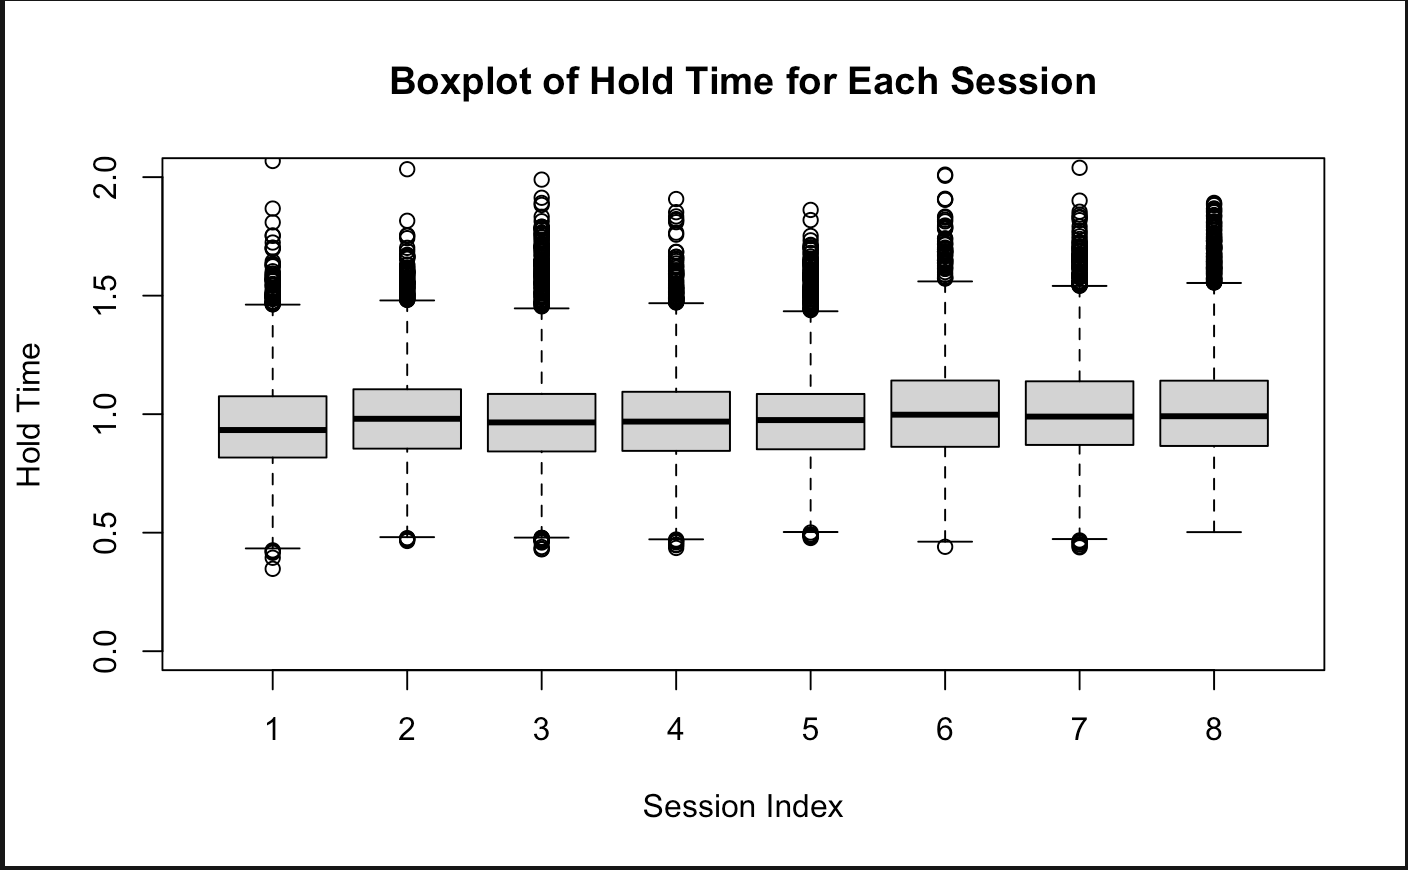 Boxplot of Hold Time for Each Session
Hold Time
2.0
1.5
1.0
0.5
0.0
1 2 3 4 5 6 7 8
Session Index